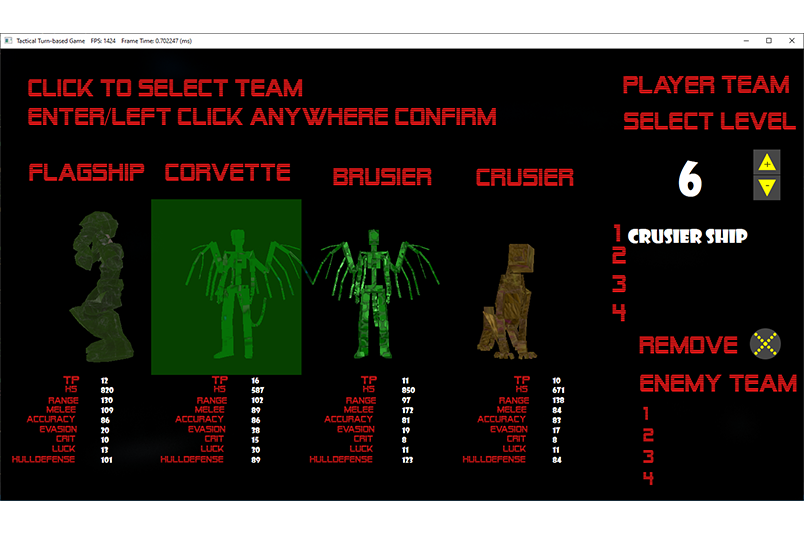 Tactical Turn-based Game FPS: 1424 Frame Time: 0.702247 (ms)
CLICK TO SELECT TEAM
ENTER/LEFT CLICK ANYWHERE CONFIRM
PLAYER TEAM
SELECT LEVEL
6
+
-
FLAGSHIP CORVETTE BRUSIER CRUSIER
1 CRUSIER SHIP
2
3
4
REMOVE
ENEMY TEAM
1
2
3
4
TP 12
HS 820
RANGE 120
MELEE 109
ACCURACY 86
EVASION 20
CRIT 10
LUCK 13
HULLDEFENSE 101
TP 16
HS 587
RANGE 102
MELEE 89
ACCURACY 86
EVASION 28
CRIT 15
LUCK 20
HULLDEFENSE 89
TP 11
HS 850
RANGE 97
MELEE 172
ACCURACY 81
EVASION 19
CRIT 8
LUCK 11
HULLDEFENSE 123
TP 10
HS 671
RANGE 128
MELEE 84
ACCURACY 83
EVASION 17
CRIT 8
LUCK 11
HULLDEFENSE 84